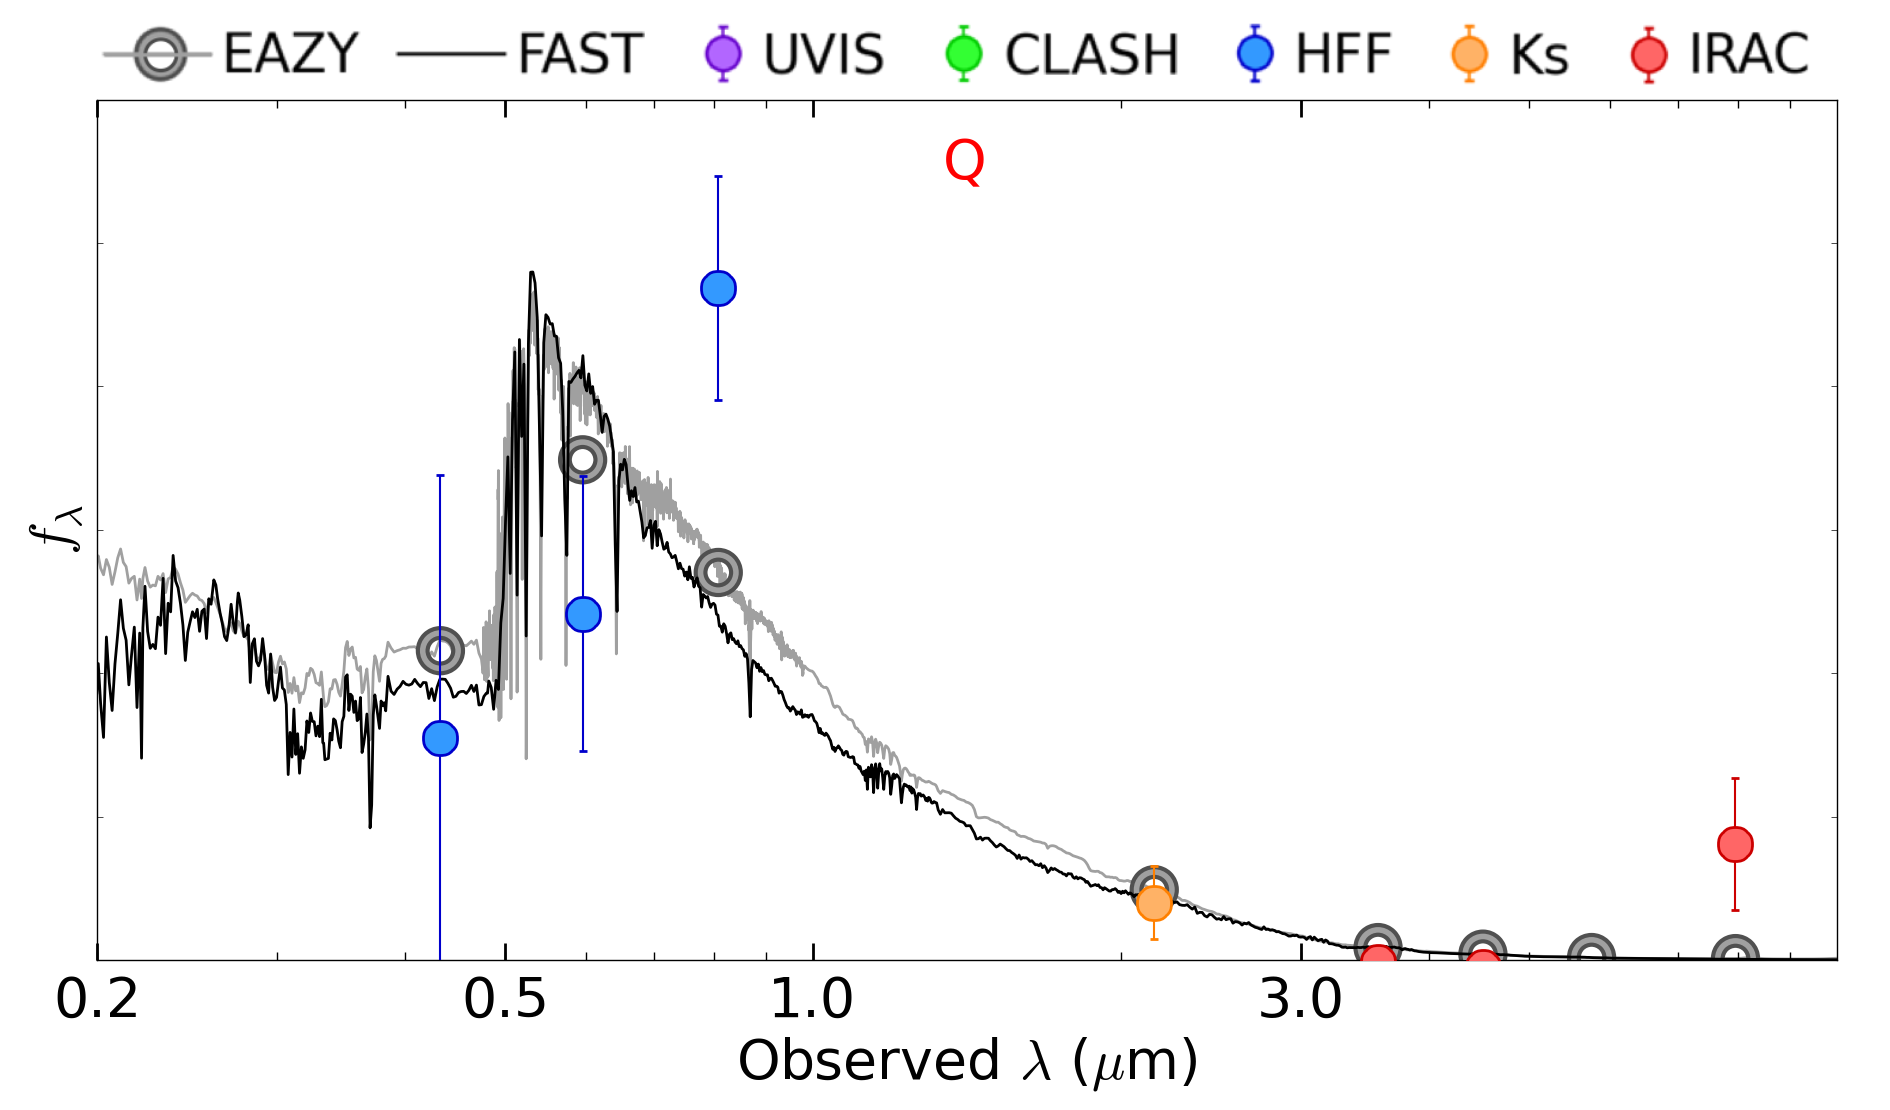 EAZY FAST UVIS CLASH HFF Ks IRAC
Q
f_λ
0.2 0.5 1.0 3.0
Observed λ (μm)